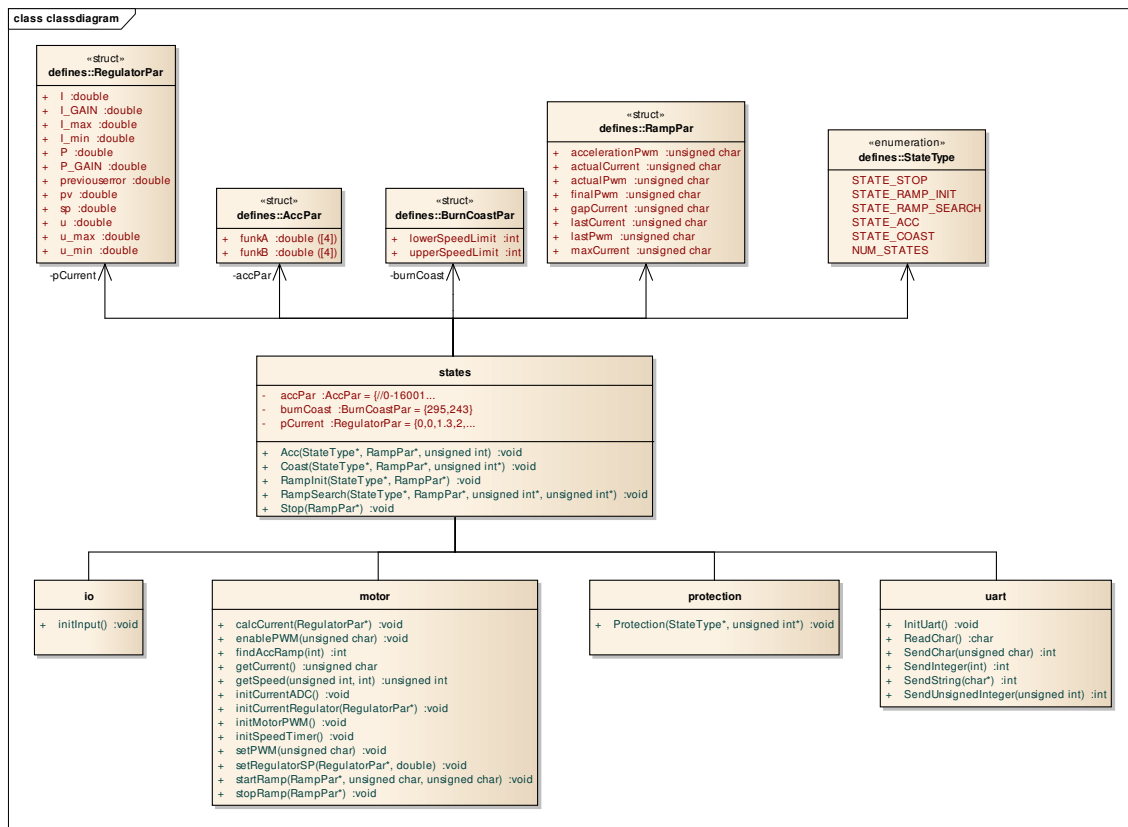 class classdiagram
«struct»
defines::RegulatorPar
+ I :double
+ I_GAIN :double
+ I_max :double
+ I_min :double
+ P :double
+ P_GAIN :double
+ previouserror :double
+ pv :double
+ sp :double
+ u :double
+ u_max :double
+ u_min :double
«struct»
defines::AccPar
+ funkA :double ([4])
+ funkB :double ([4])
«struct»
defines::BurnCoastPar
+ lowerSpeedLimit :int
+ upperSpeedLimit :int
«struct»
defines::RampPar
+ accelerationPwm :unsigned char
+ actualCurrent :unsigned char
+ actualPwm :unsigned char
+ finalPwm :unsigned char
+ gapCurrent :unsigned char
+ lastCurrent :unsigned char
+ lastPwm :unsigned char
+ maxCurrent :unsigned char
«enumeration»
defines::StateType
STATE_STOP
STATE_RAMP_INIT
STATE_RAMP_SEARCH
STATE_ACC
STATE_COAST
NUM_STATES
-pCurrent
-accPar
-burnCoast
states
- accPar :AccPar = {//0-16001...
- burnCoast :BurnCoastPar = {295,243}
- pCurrent :RegulatorPar = {0,0,1.3,2,...
+ Acc(StateType*, RampPar*, unsigned int) :void
+ Coast(StateType*, RampPar*, unsigned int*) :void
+ RampInit(StateType*, RampPar*) :void
+ RampSearch(StateType*, RampPar*, unsigned int*, unsigned int*) :void
+ Stop(RampPar*) :void
io
+ initInput() :void
motor
+ calcCurrent(RegulatorPar*) :void
+ enablePWM(unsigned char) :void
+ findAccRamp(int) :int
+ getCurrent() :unsigned char
+ getSpeed(unsigned int, int) :unsigned int
+ initCurrentADC() :void
+ initCurrentRegulator(RegulatorPar*) :void
+ initMotorPWM() :void
+ initSpeedTimer() :void
+ setPWM(unsigned char) :void
+ setRegulatorSP(RegulatorPar*, double) :void
+ startRamp(RampPar*, unsigned char, unsigned char) :void
+ stopRamp(RampPar*) :void
protection
+ Protection(StateType*, unsigned int*) :void
uart
+ InitUart() :void
+ ReadChar() :char
+ SendChar(unsigned char) :int
+ SendInteger(int) :int
+ SendString(char*) :int
+ SendUnsignedInteger(unsigned int) :int